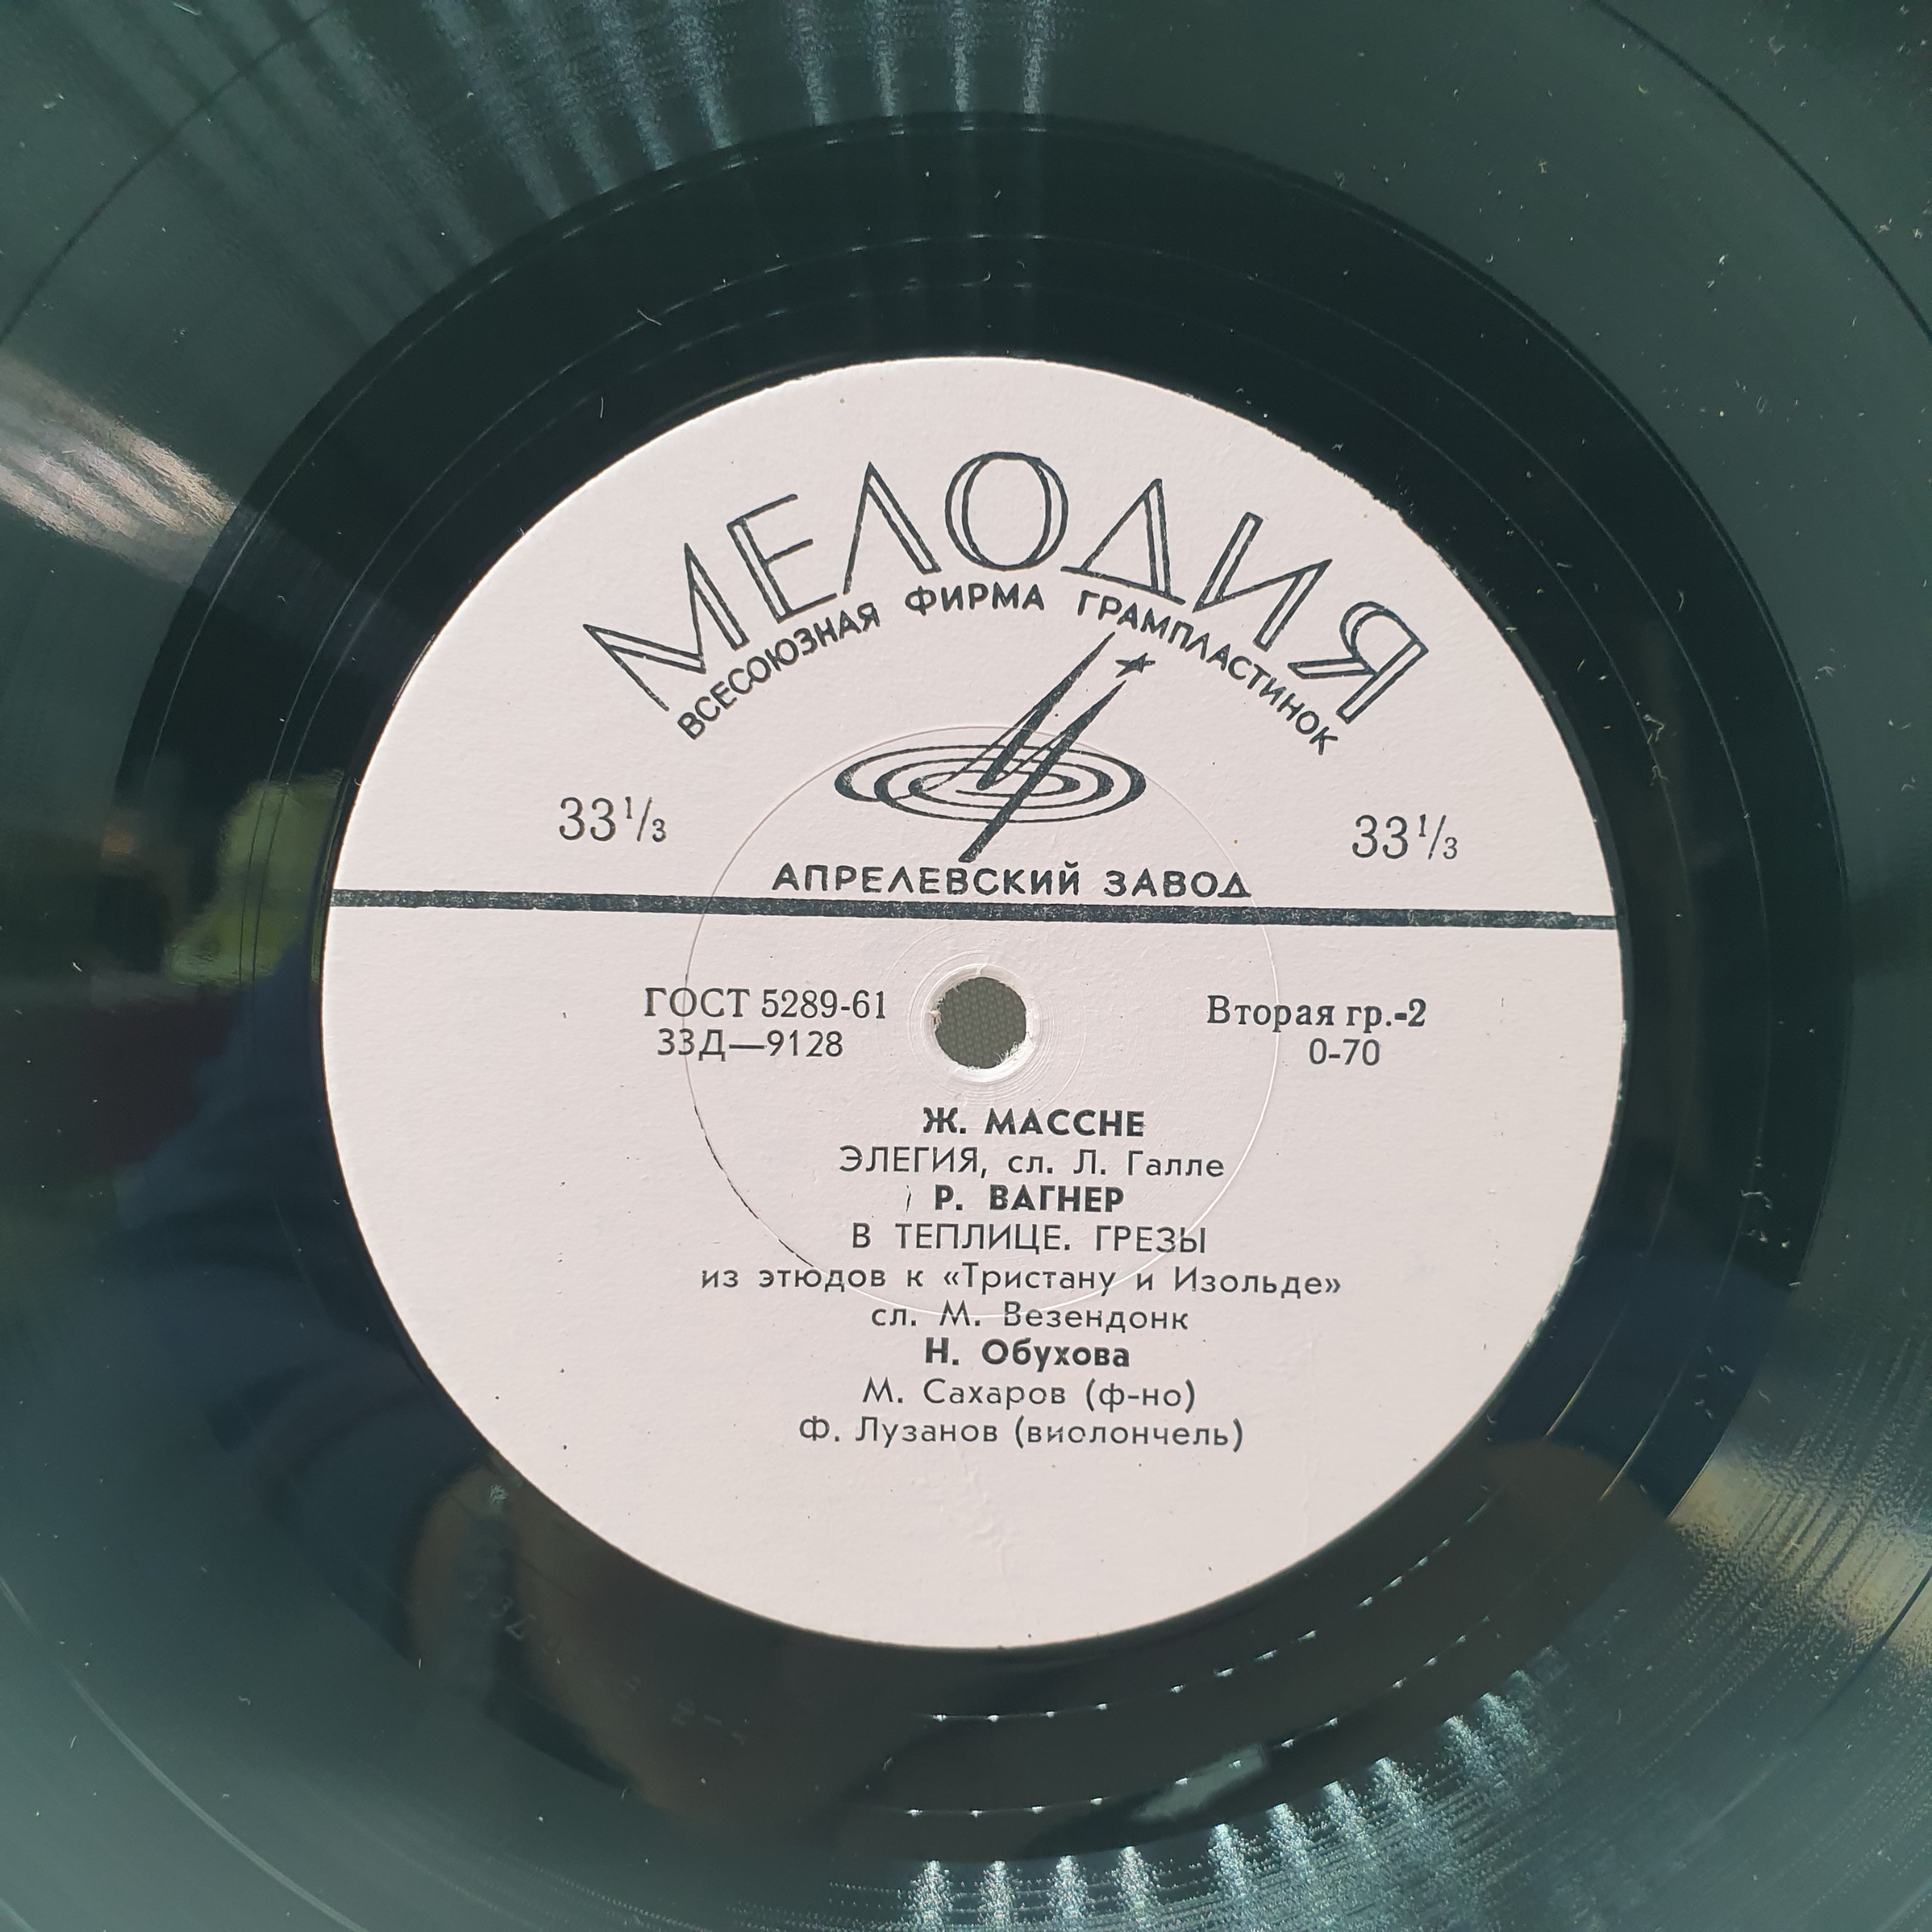 МЕЛОДИЯ
ВСЕСОЮЗНАЯ ФИРМА ГРАМПЛАСТИНОК
33⅓ 33⅓
АПРЕЛЕВСКИЙ ЗАВОД
ГОСТ 5289-61 Вторая гр.-2
33Д—9128 0-70
Ж. МАССНЕ
ЭЛЕГИЯ, сл. Л. Галле
Р. ВАГНЕР
В ТЕПЛИЦЕ. ГРЕЗЫ
из этюдов к «Тристану и Изольде»
сл. М. Везендонк
Н. Обухова
М. Сахаров (ф-но)
Ф. Лузанов (виолончель)